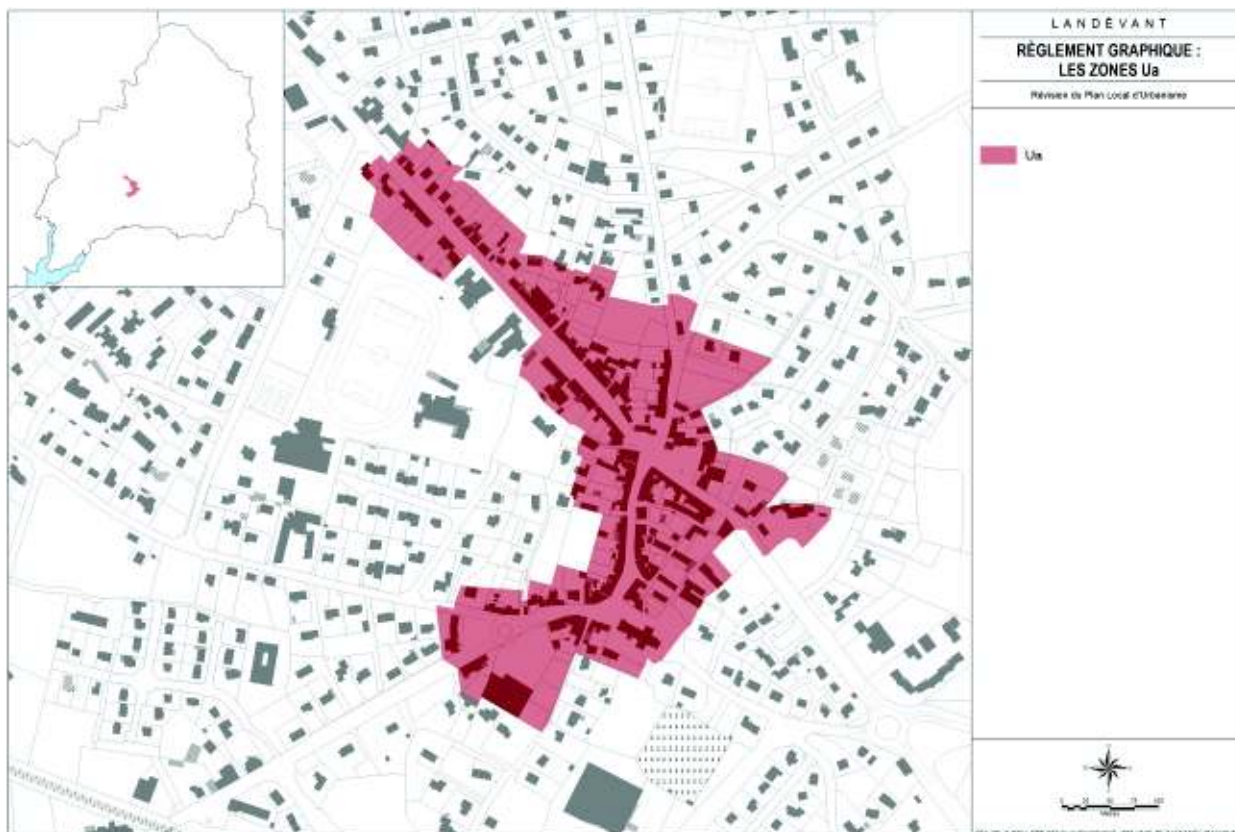 LANDÉVANT
RÈGLEMENT GRAPHIQUE :
LES ZONES Ua
Révision du Plan Local d'Urbanisme
Ua